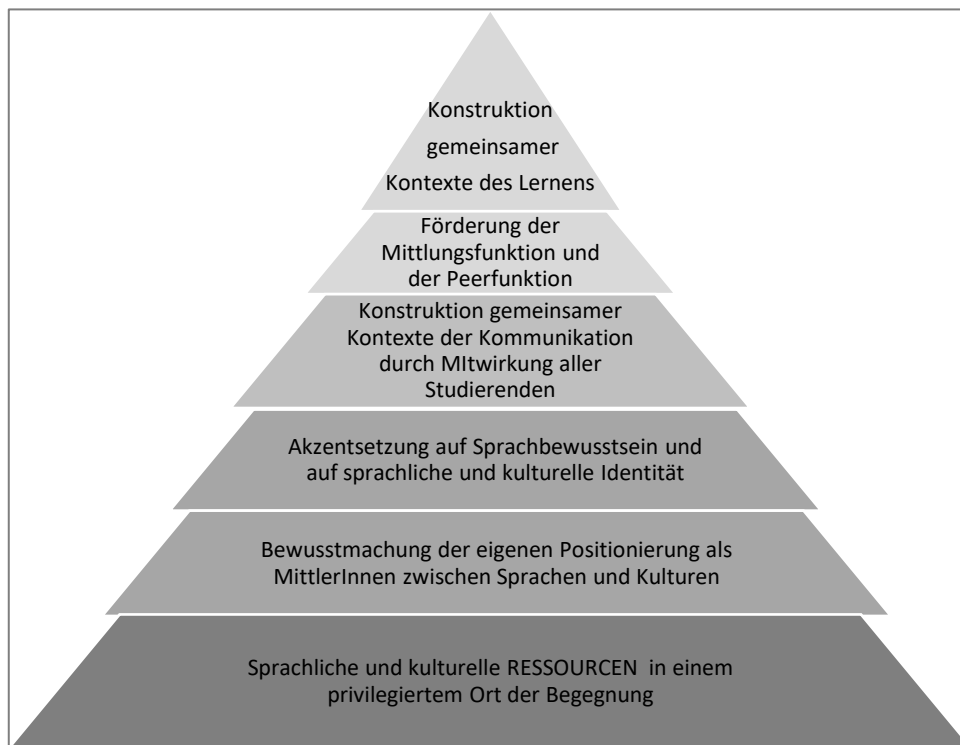 Konstruktion
gemeinsamer
Kontexte des Lernens
Förderung der
Mittlungsfunktion und
der Peerfunktion
Konstruktion gemeinsamer
Kontexte der Kommunikation
durch MItwirkung aller
Studierenden
Akzentsetzung auf Sprachbewusstsein und
auf sprachliche und kulturelle Identität
Bewusstmachung der eigenen Positionierung als
MittlerInnen zwischen Sprachen und Kulturen
Sprachliche und kulturelle RESSOURCEN in einem
privilegiertem Ort der Begegnung